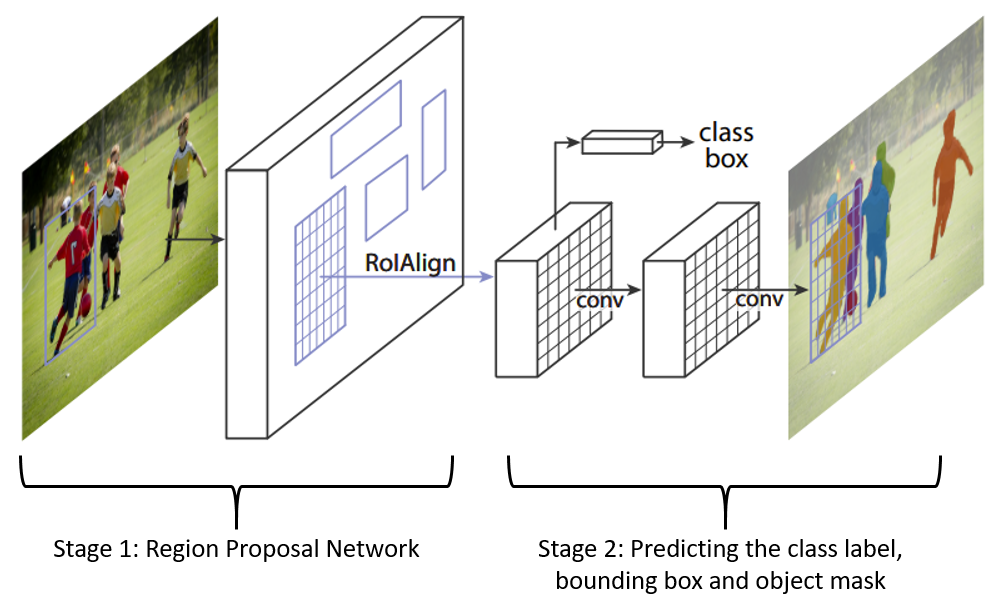 class
box
RoIAlign
conv
conv
Stage 1: Region Proposal Network
Stage 2: Predicting the class label,
bounding box and object mask